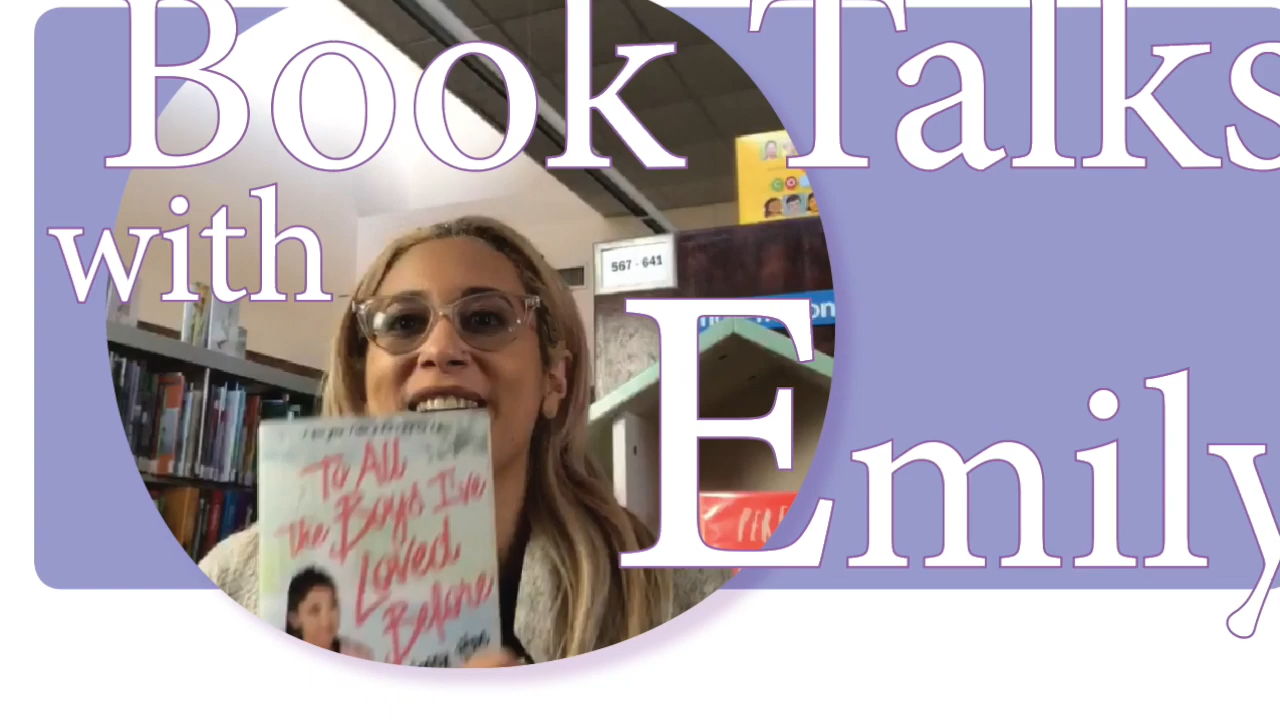 Book Talks
with
Emily
567 - 641
To All
the Boys I've
Loved
Before